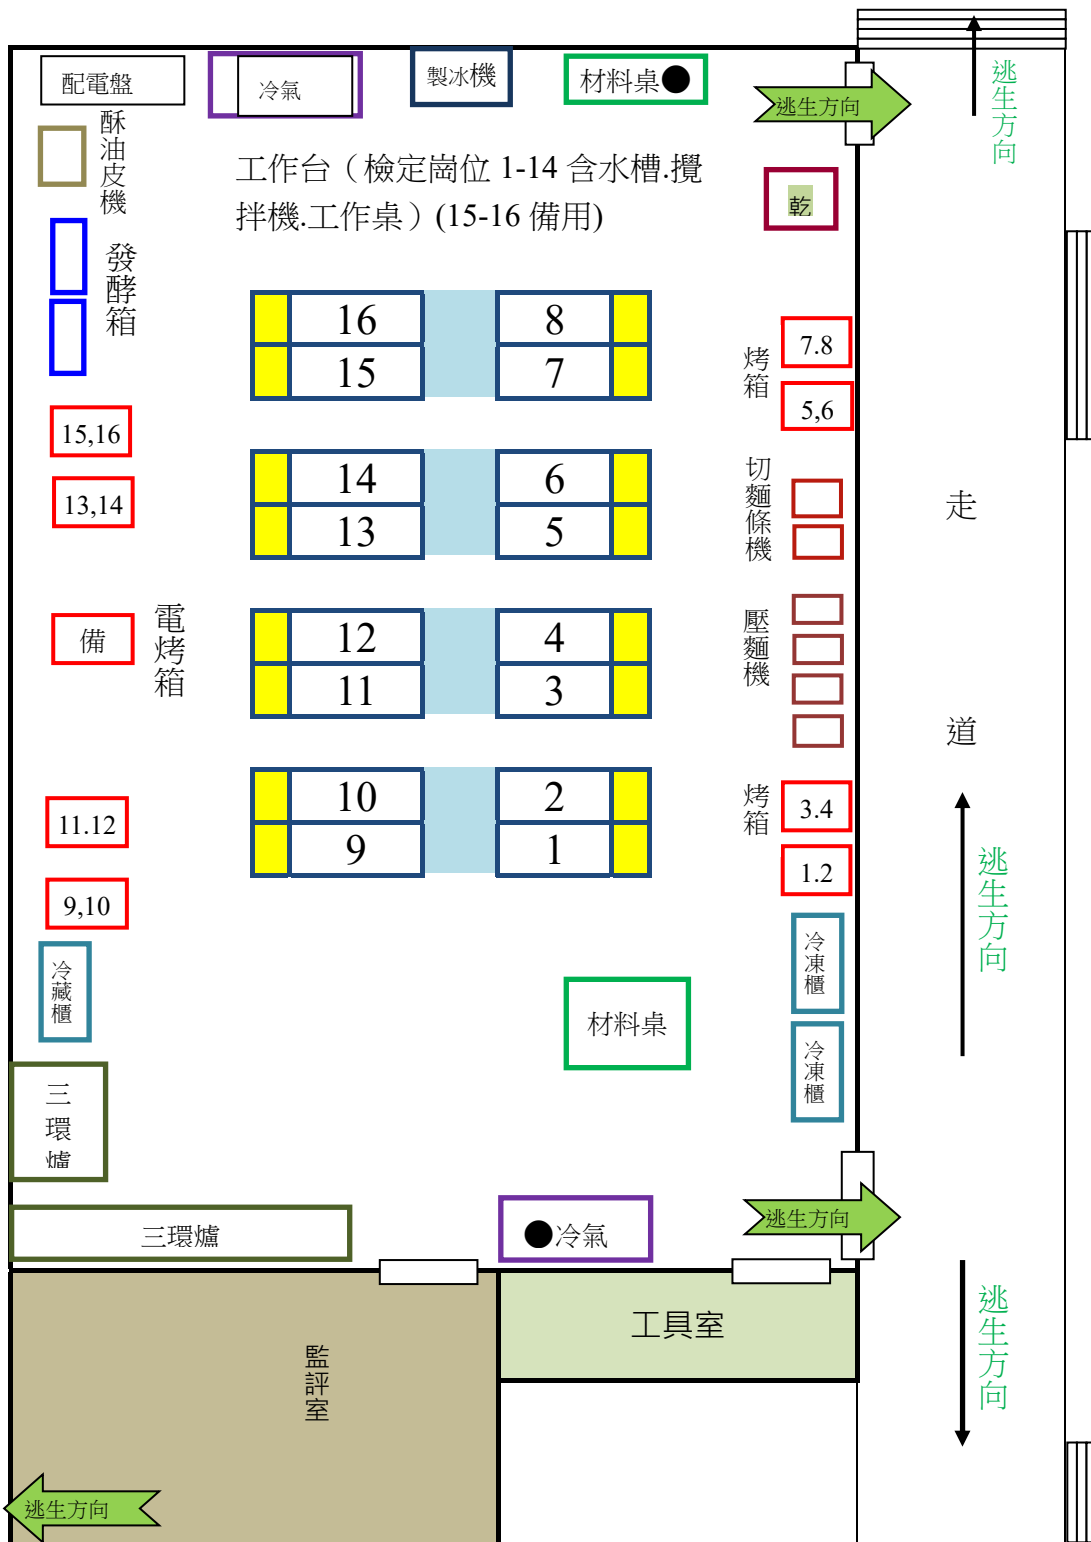 配電盤
冷氣
製冰機
材料桌●
逃生方向
逃生方向
酥油皮機
工作台（檢定崗位 1-14 含水槽.攪
拌機.工作桌）(15-16 備用)
乾
發酵箱
16
8
15
7
烤箱
7.8
5,6
15,16
13,14
14
6
13
5
切麵條機
走
備
電烤箱
12
4
11
3
壓麵機
道
11.12
9,10
10
2
9
1
烤箱
3.4
1.2
逃生方向
冷藏櫃
冷凍櫃
材料桌
冷凍櫃
三環爐
三環爐
●冷氣
逃生方向
逃生方向
工具室
監評室
逃生方向